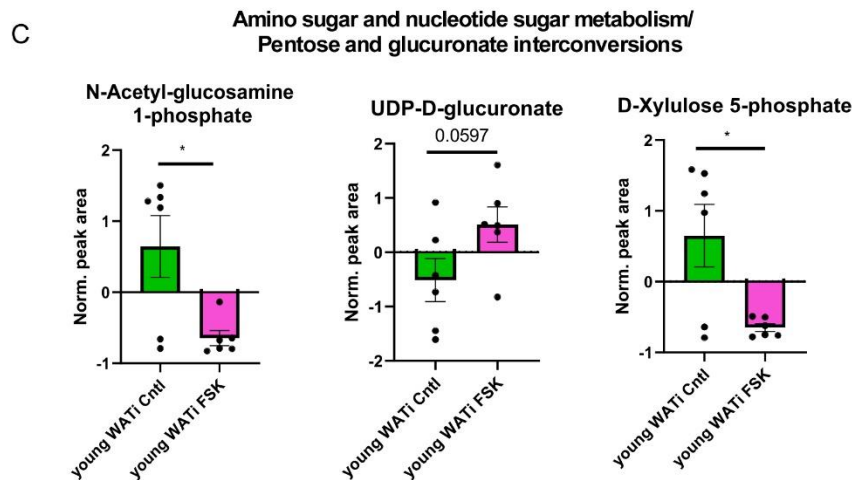 C
Amino sugar and nucleotide sugar metabolism/
Pentose and glucuronate interconversions
N-Acetyl-glucosamine
1-phosphate
*
Norm. peak area
2
1
0
-1
young WATi Cntl
young WATi FSK
UDP-D-glucuronate
0.0597
Norm. peak area
2
1
0
-1
-2
young WATi Cntl
young WATi FSK
D-Xylulose 5-phosphate
*
Norm. peak area
2
1
0
-1
young WATi Cntl
young WATi FSK